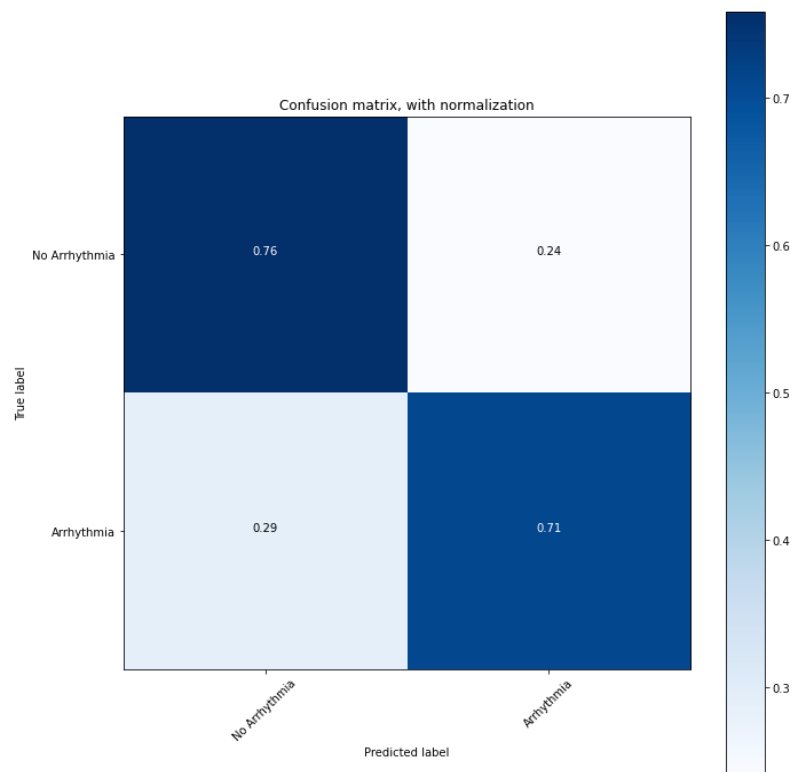 Confusion matrix, with normalization
0.7
No Arrhythmia
0.76
0.24
0.6
True label
0.5
Arrhythmia
0.29
0.71
0.4
0.3
No Arrhythmia
Arrhythmia
Predicted label